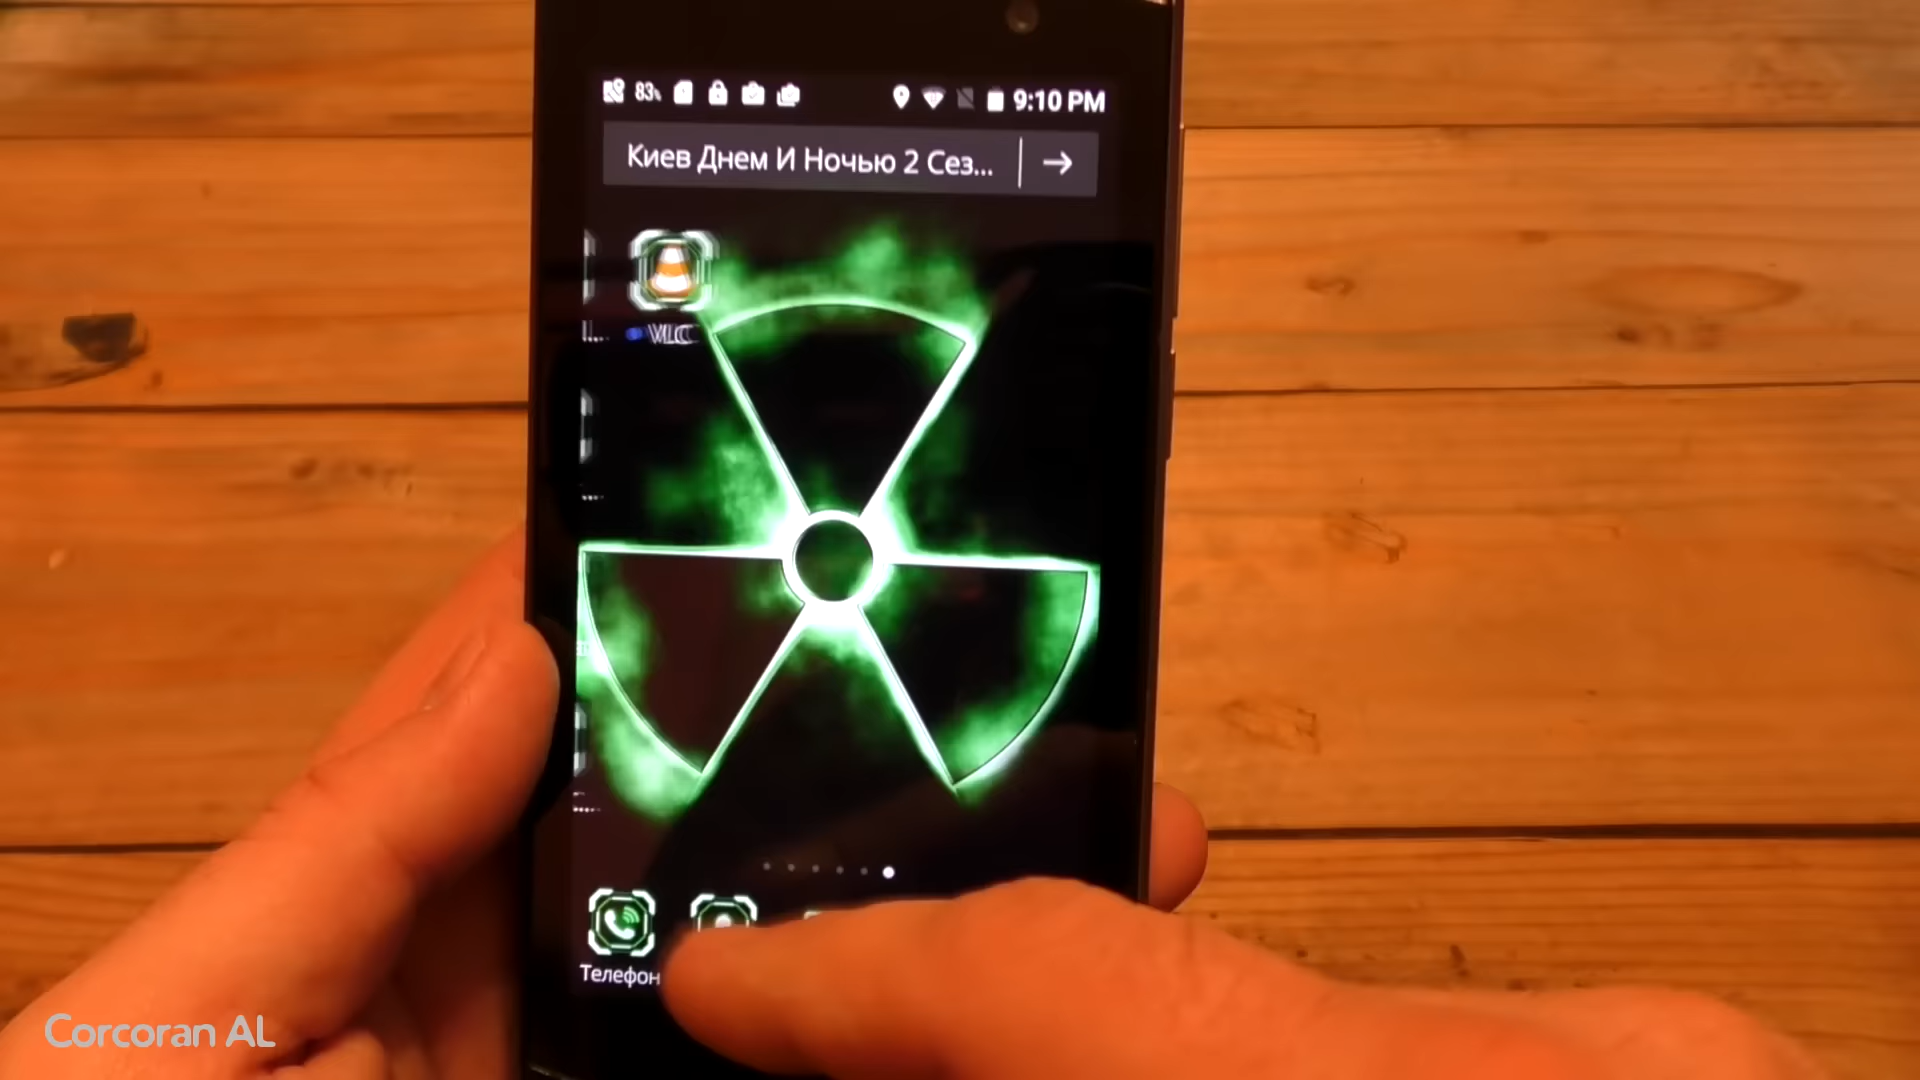 83% 9:10 PM
Киев Днем И Ночью 2 Сез...
VLC
Телефон
Corcoran AL